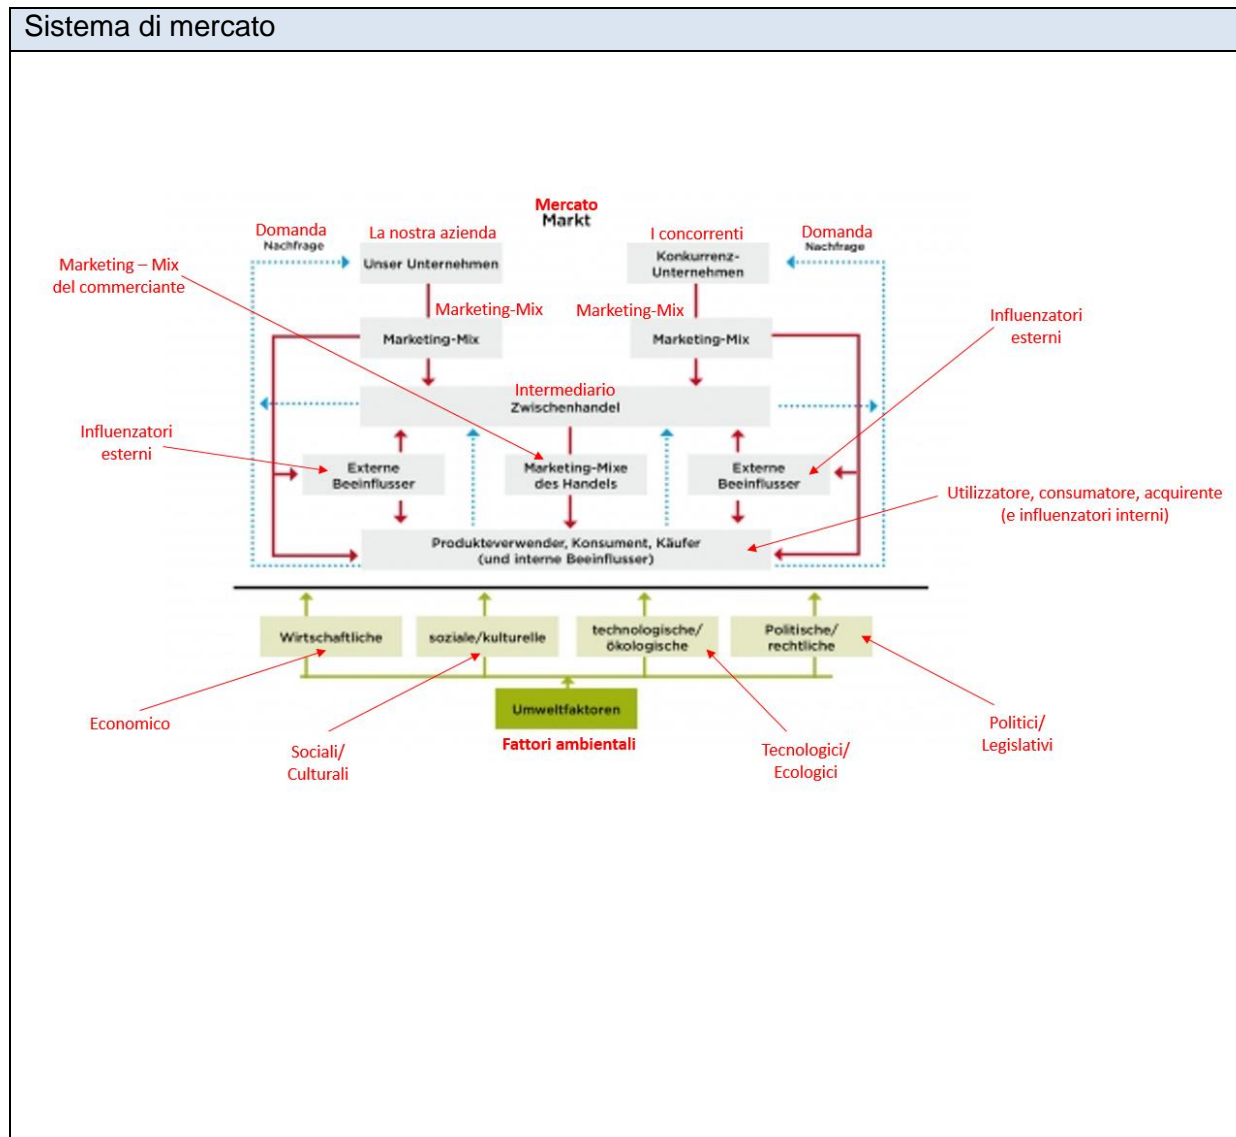 Sistema di mercato
Mercato
Markt
Domanda
Nachfrage
La nostra azienda
Unser Unternehmen
I concorrenti
Konkurrenz-
Unternehmen
Domanda
Nachfrage
Marketing – Mix
del commerciante
Marketing-Mix
Marketing-Mix
Marketing-Mix
Marketing-Mix
Influenzatori
esterni
Intermediario
Zwischenhandel
Influenzatori
esterni
Externe
Beeinflusser
Marketing-Mixe
des Handels
Externe
Beeinflusser
Utilizzatore, consumatore, acquirente
(e influenzatori interni)
Produkteverwender, Konsument, Käufer
(und interne Beeinflusser)
Wirtschaftliche
soziale/kulturelle
technologische/
ökologische
Politische/
rechtliche
Umweltfaktoren
Fattori ambientali
Economico
Sociali/
Culturali
Tecnologici/
Ecologici
Politici/
Legislativi